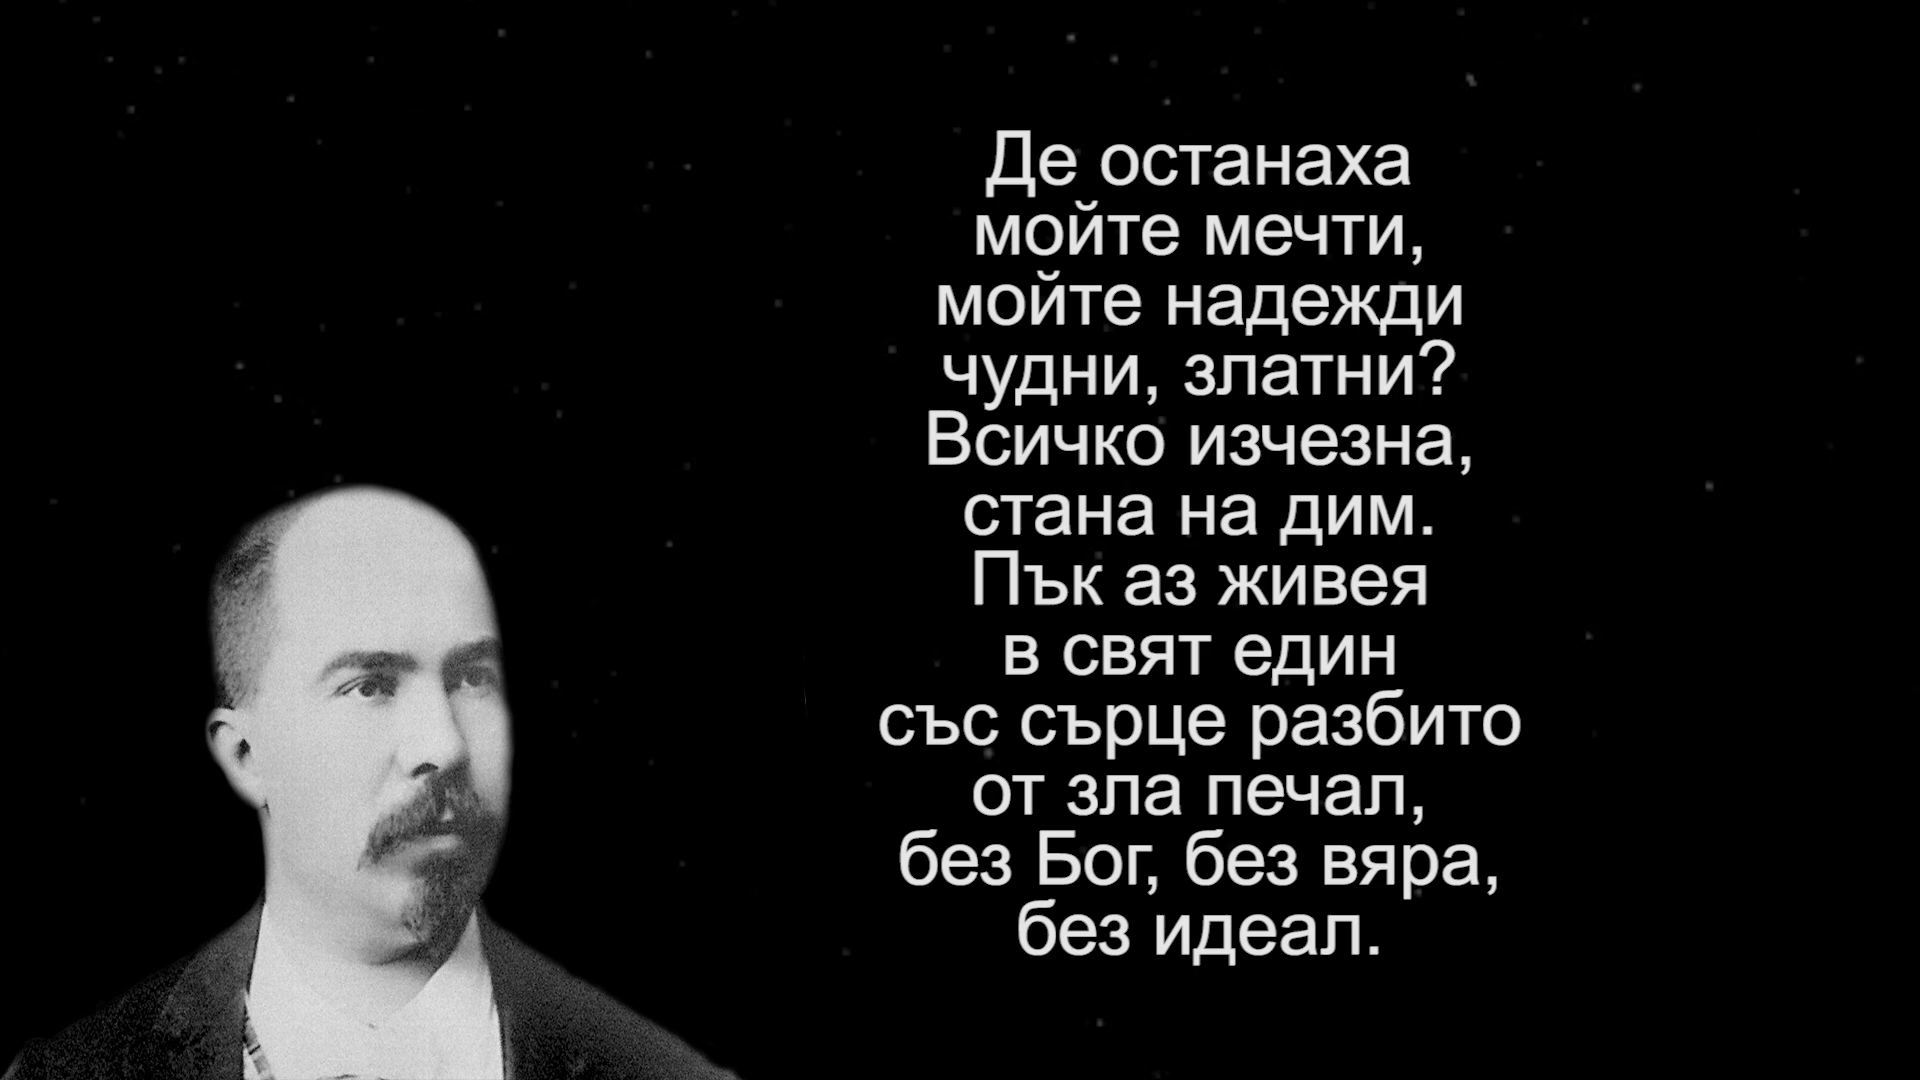 Де останаха
мойте мечти,
мойте надежди
чудни, златни?
Всичко изчезна,
стана на дим.
Пък аз живея
в свят един
със сърце разбито
от зла печал,
без Бог, без вяра,
без идеал.